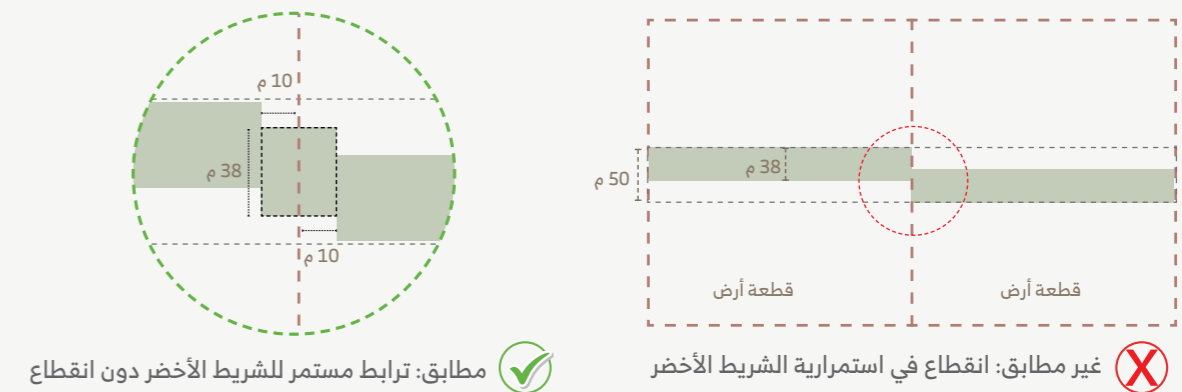 50 م
38 م
قطعة أرض
قطعة أرض
غير مطابق: انقطاع في استمرارية الشريط الأخضر
10 م
38 م
10 م
مطابق: ترابط مستمر للشريط الأخضر دون انقطاع